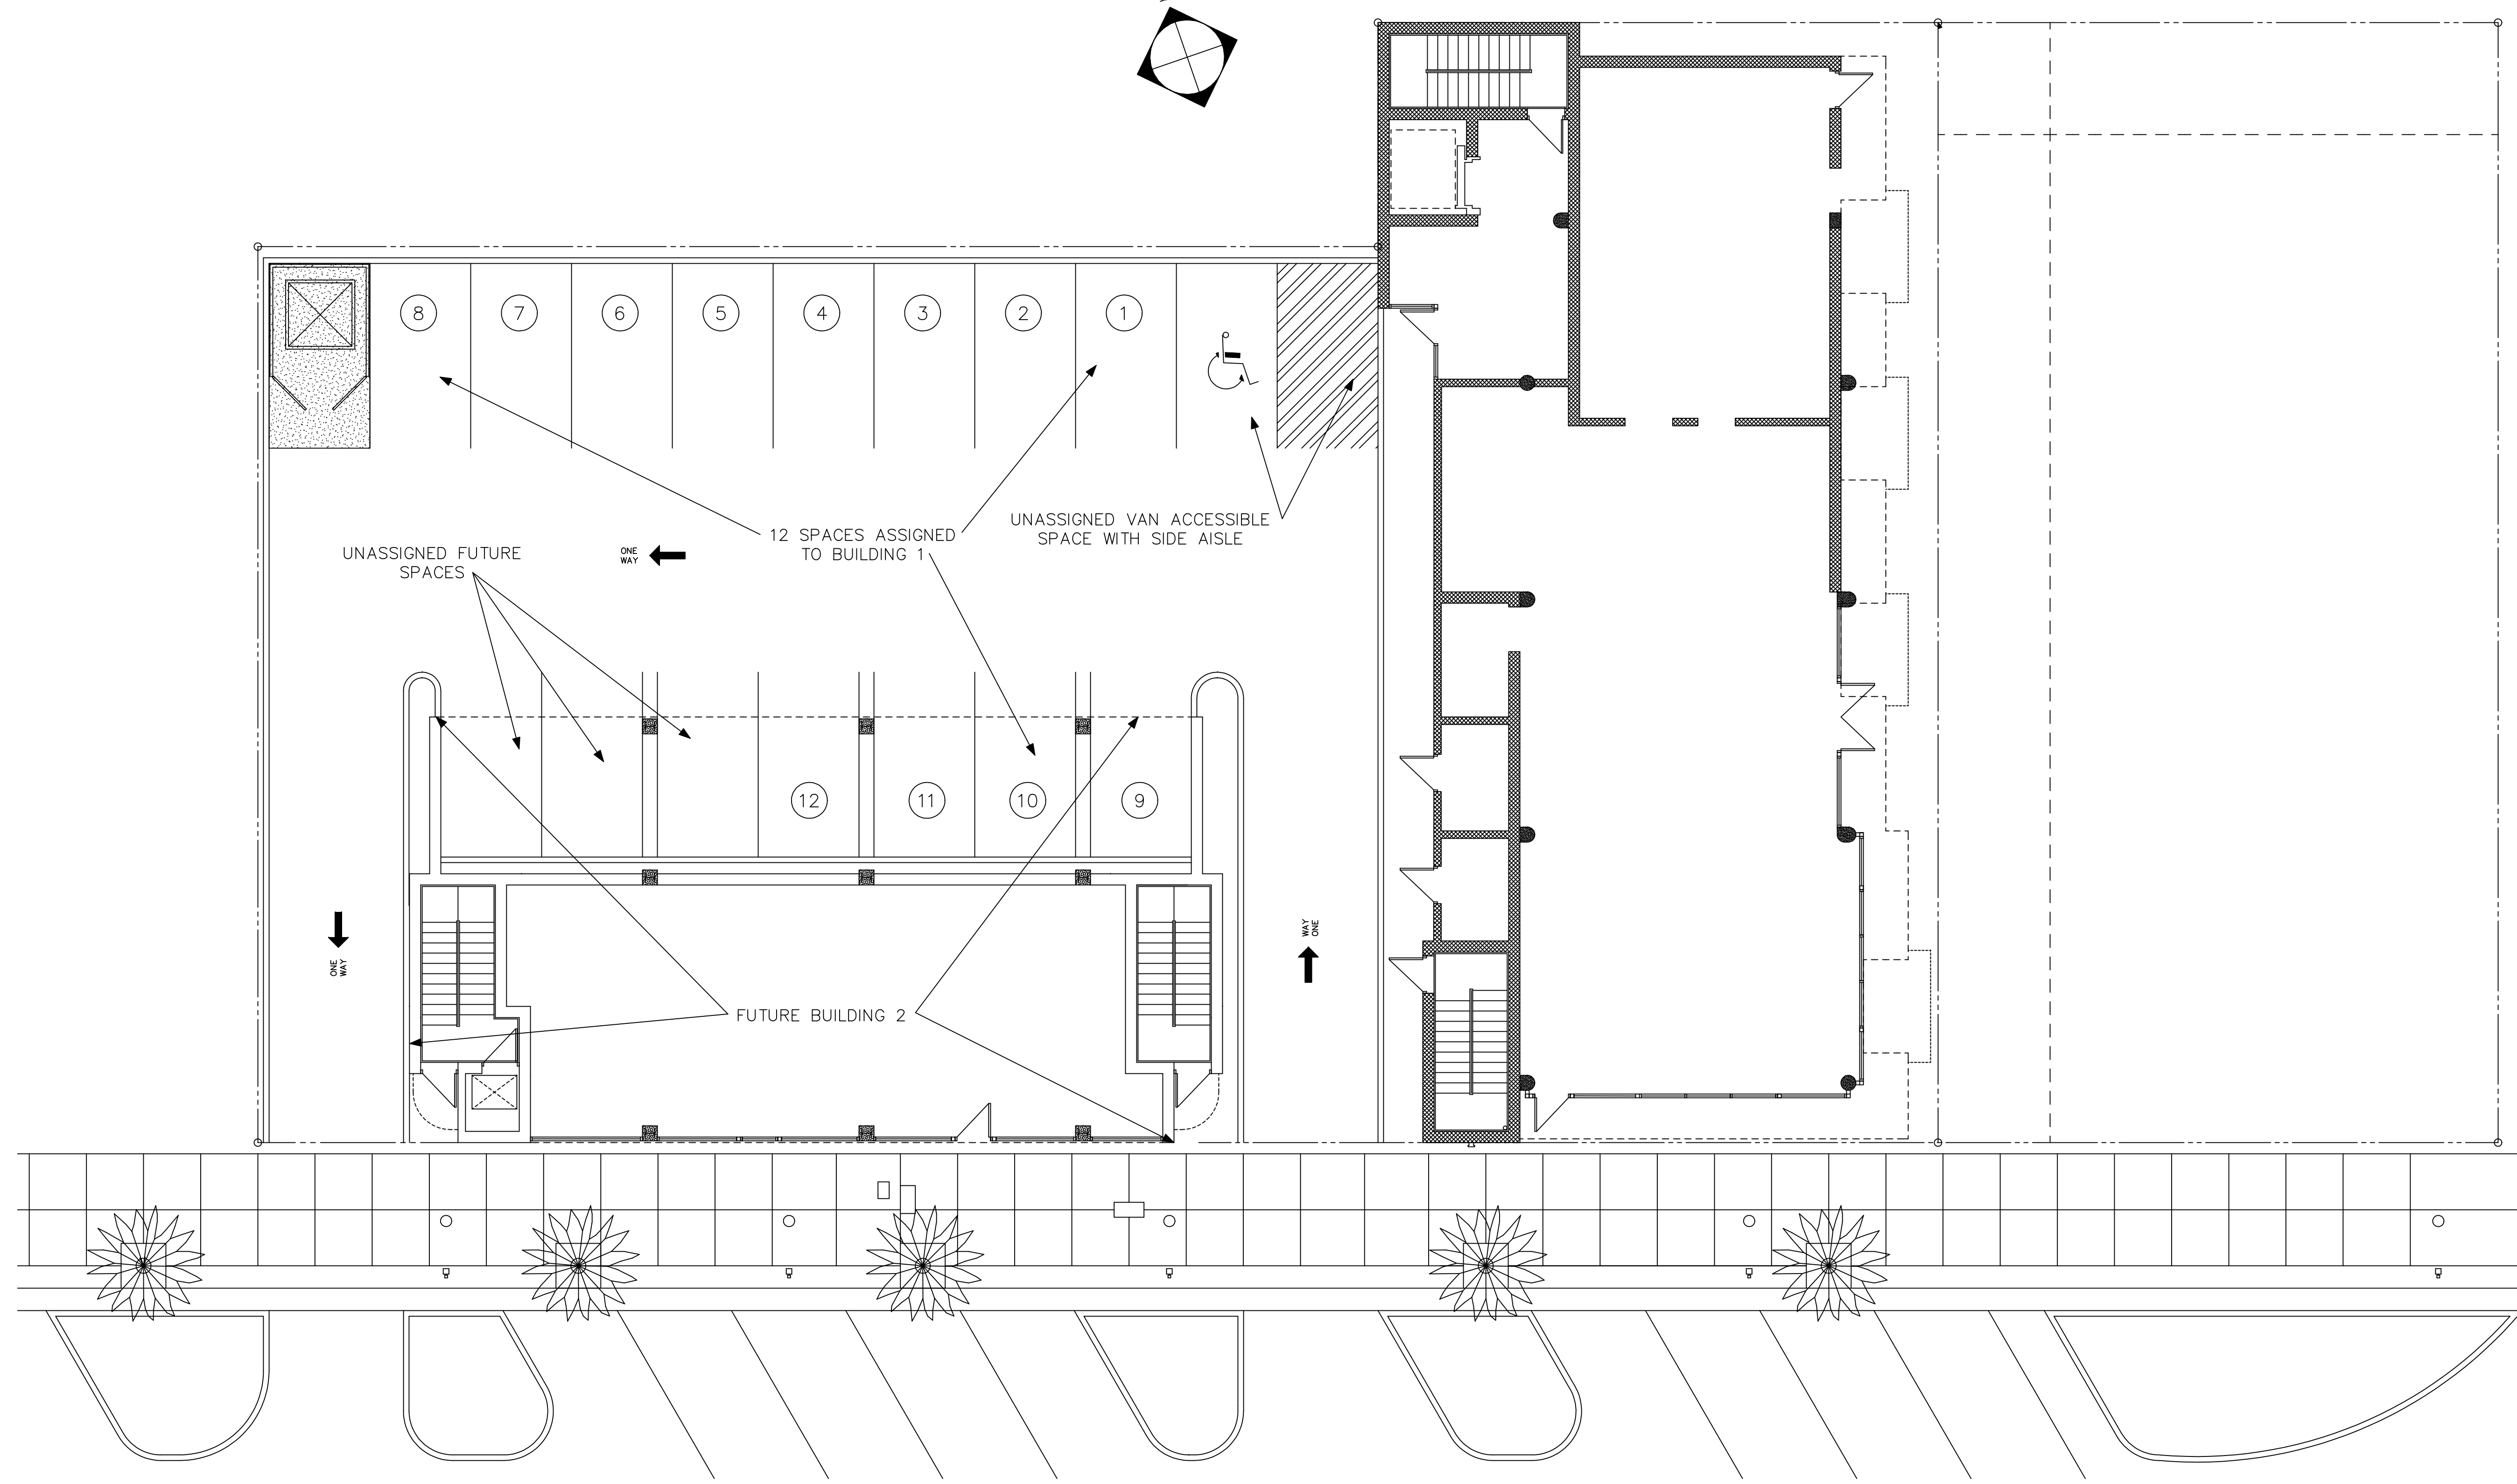 8
7
6
5
4
3
2
1
12 SPACES ASSIGNED
TO BUILDING 1
UNASSIGNED VAN ACCESSIBLE
SPACE WITH SIDE AISLE
UNASSIGNED FUTURE
SPACES
ONE
WAY
12
11
10
9
ONE
WAY
ONE
WAY
FUTURE BUILDING 2